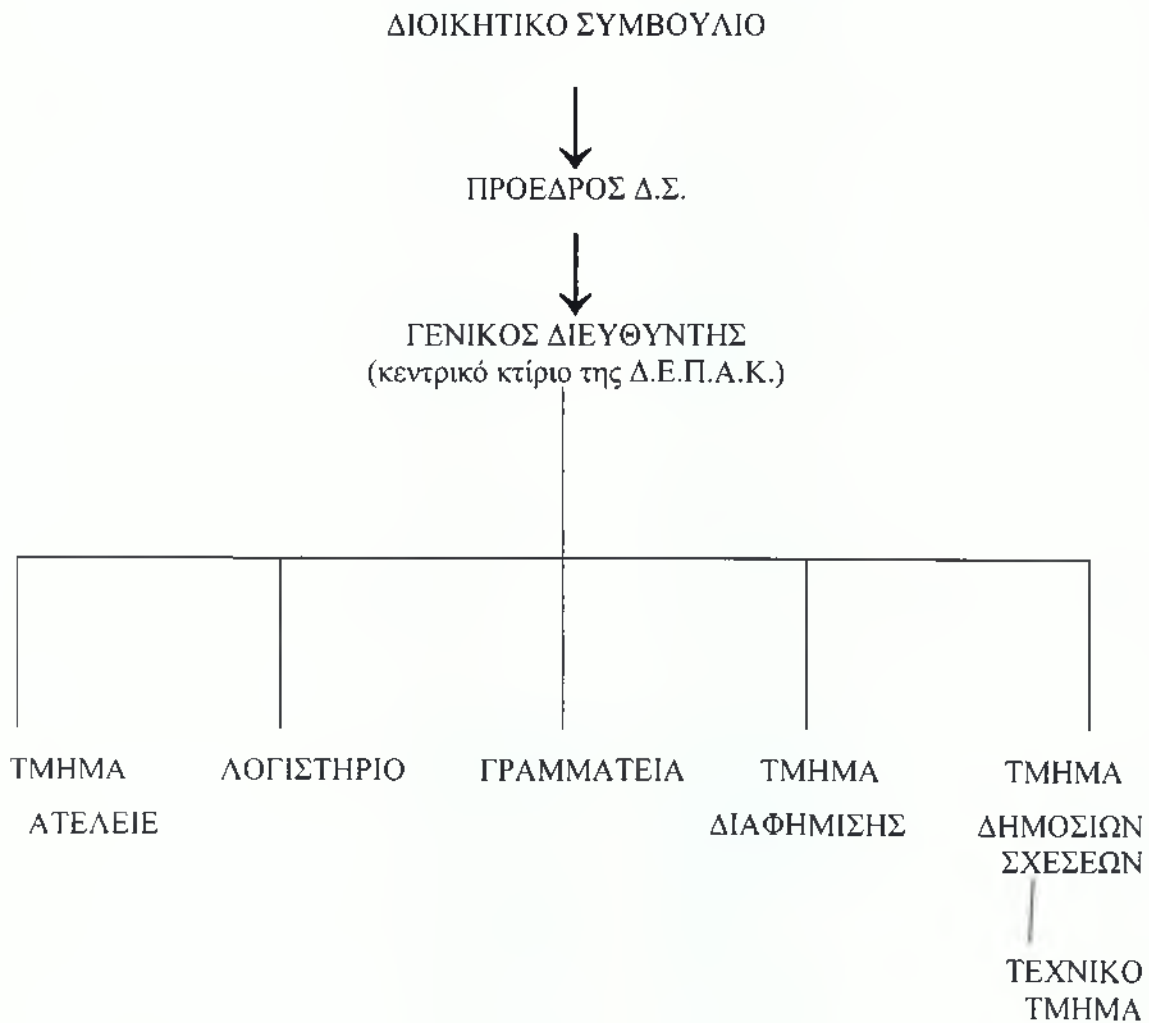 ΔΙΟΙΚΗΤΙΚΟ ΣΥΜΒΟΥΛΙΟ
ΠΡΟΕΔΡΟΣ Δ.Σ.
ΓΕΝΙΚΟΣ ΔΙΕΥΘΥΝΤΗΣ
(κεντρικό κτίριο της Δ.Ε.Π.Α.Κ.)
ΤΜΗΜΑ
ΑΤΕΛΕΙΕ
ΛΟΓΙΣΤΗΡΙΟ
ΓΡΑΜΜΑΤΕΙΑ
ΤΜΗΜΑ
ΔΙΑΦΗΜΙΣΗΣ
ΤΜΗΜΑ
ΔΗΜΟΣΙΩΝ
ΣΧΕΣΕΩΝ
ΤΕΧΝΙΚΟ
ΤΜΗΜΑ